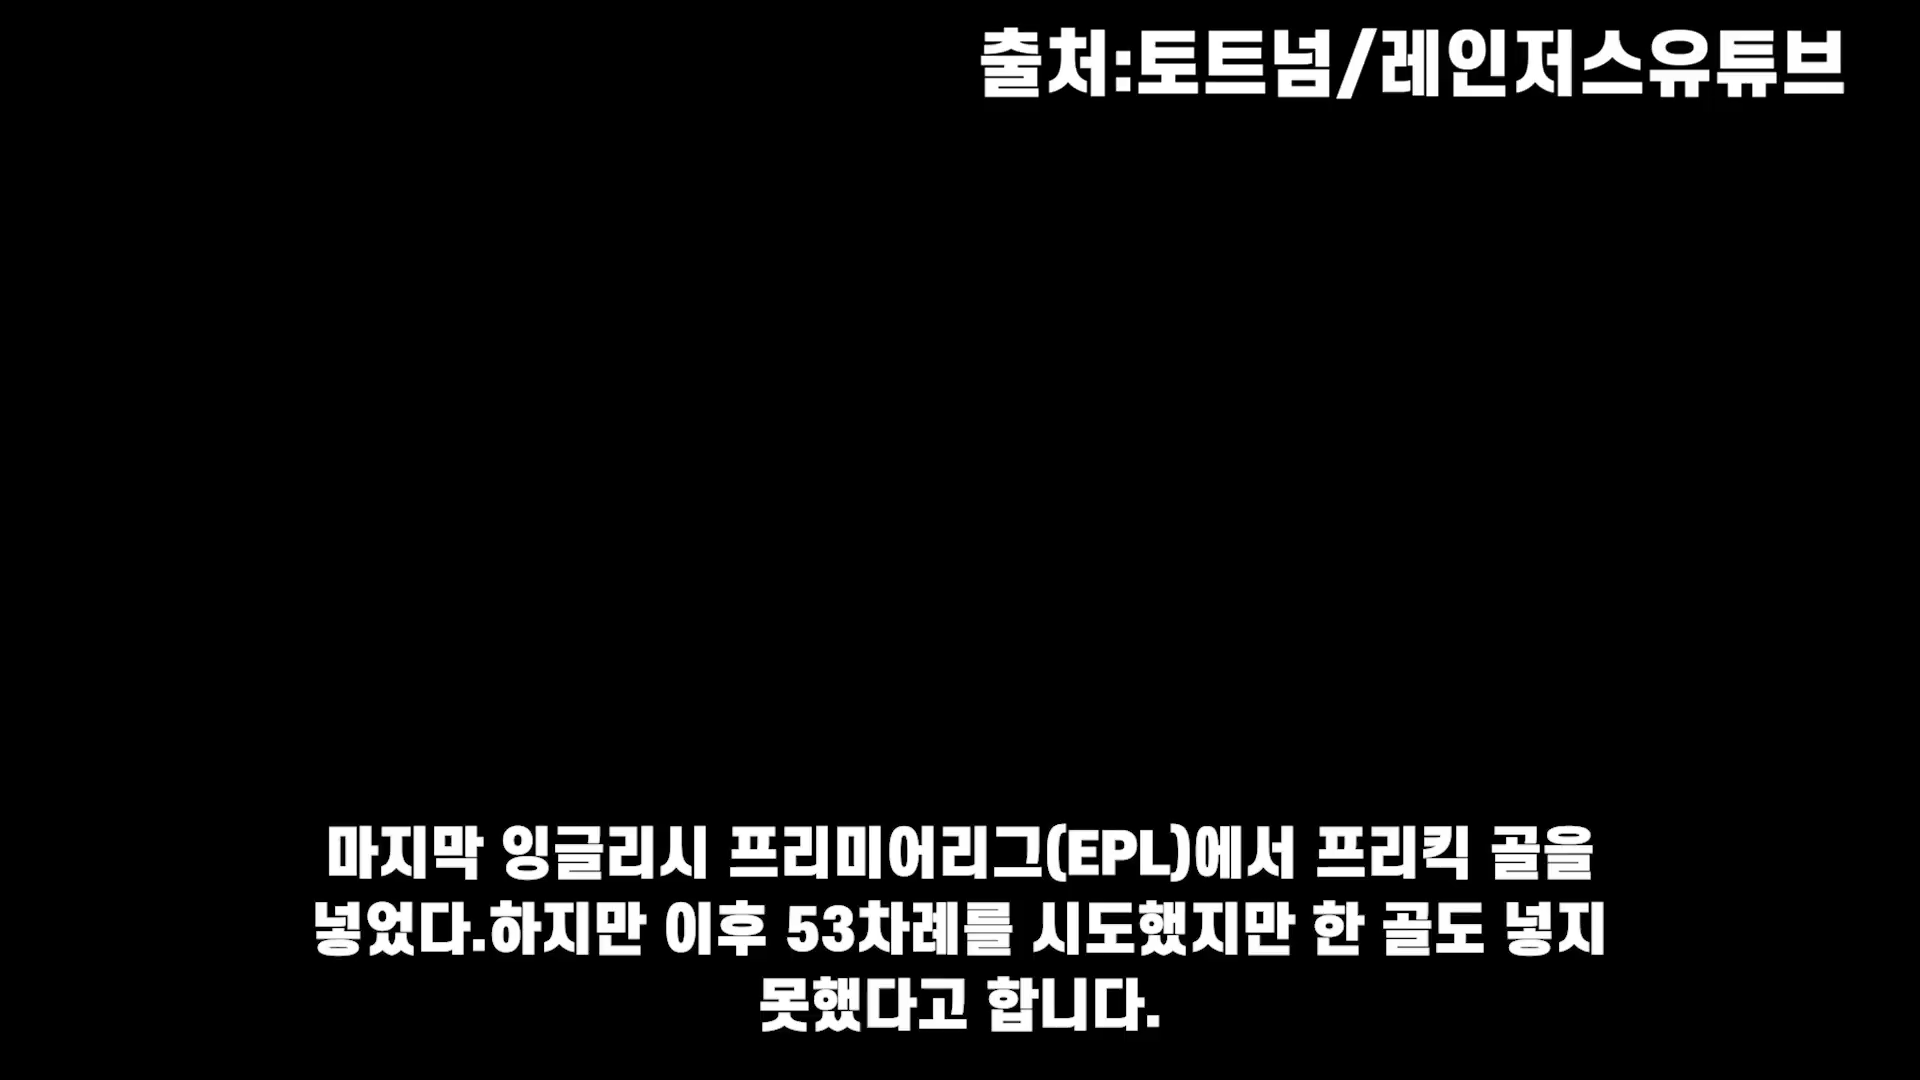 출처:토트넘/레인저스유튜브
마지막 잉글리시 프리미어리그(EPL)에서 프리킥 골을
넣었다.하지만 이후 53차례를 시도했지만 한 골도 넣지
못했다고 합니다.